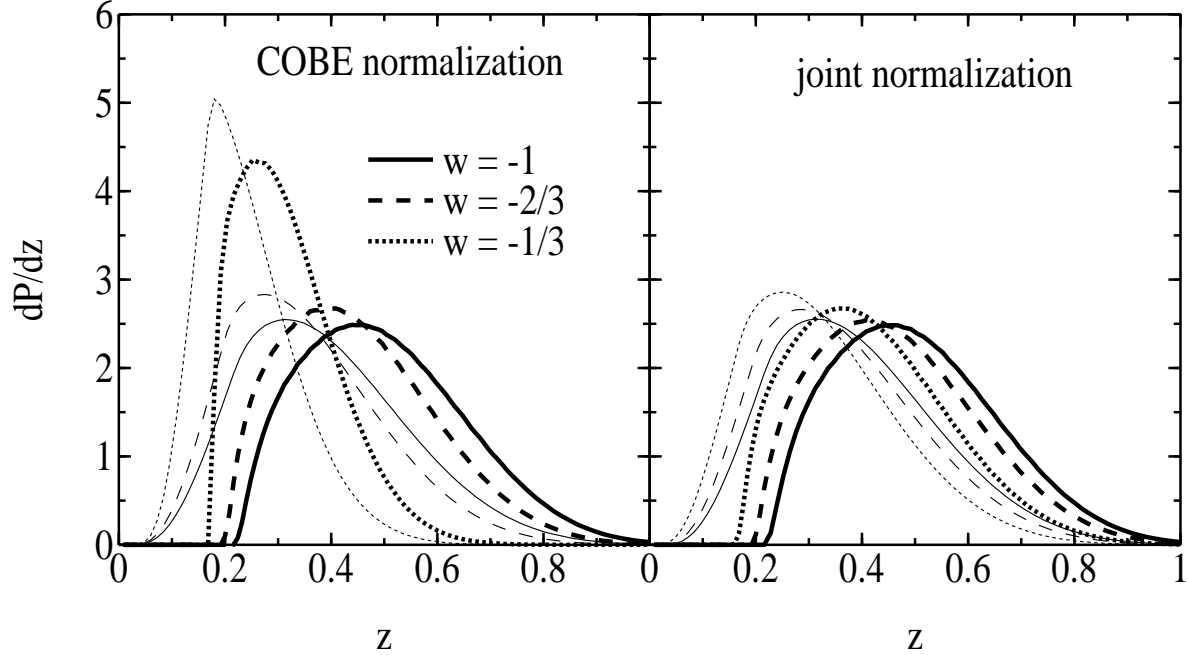 COBE normalization
joint normalization
w = -1
w = -2/3
w = -1/3
dP/dz
6
5
4
3
2
1
0
0 0.2 0.4 0.6 0.8 0 0.2 0.4 0.6 0.8 1
z z